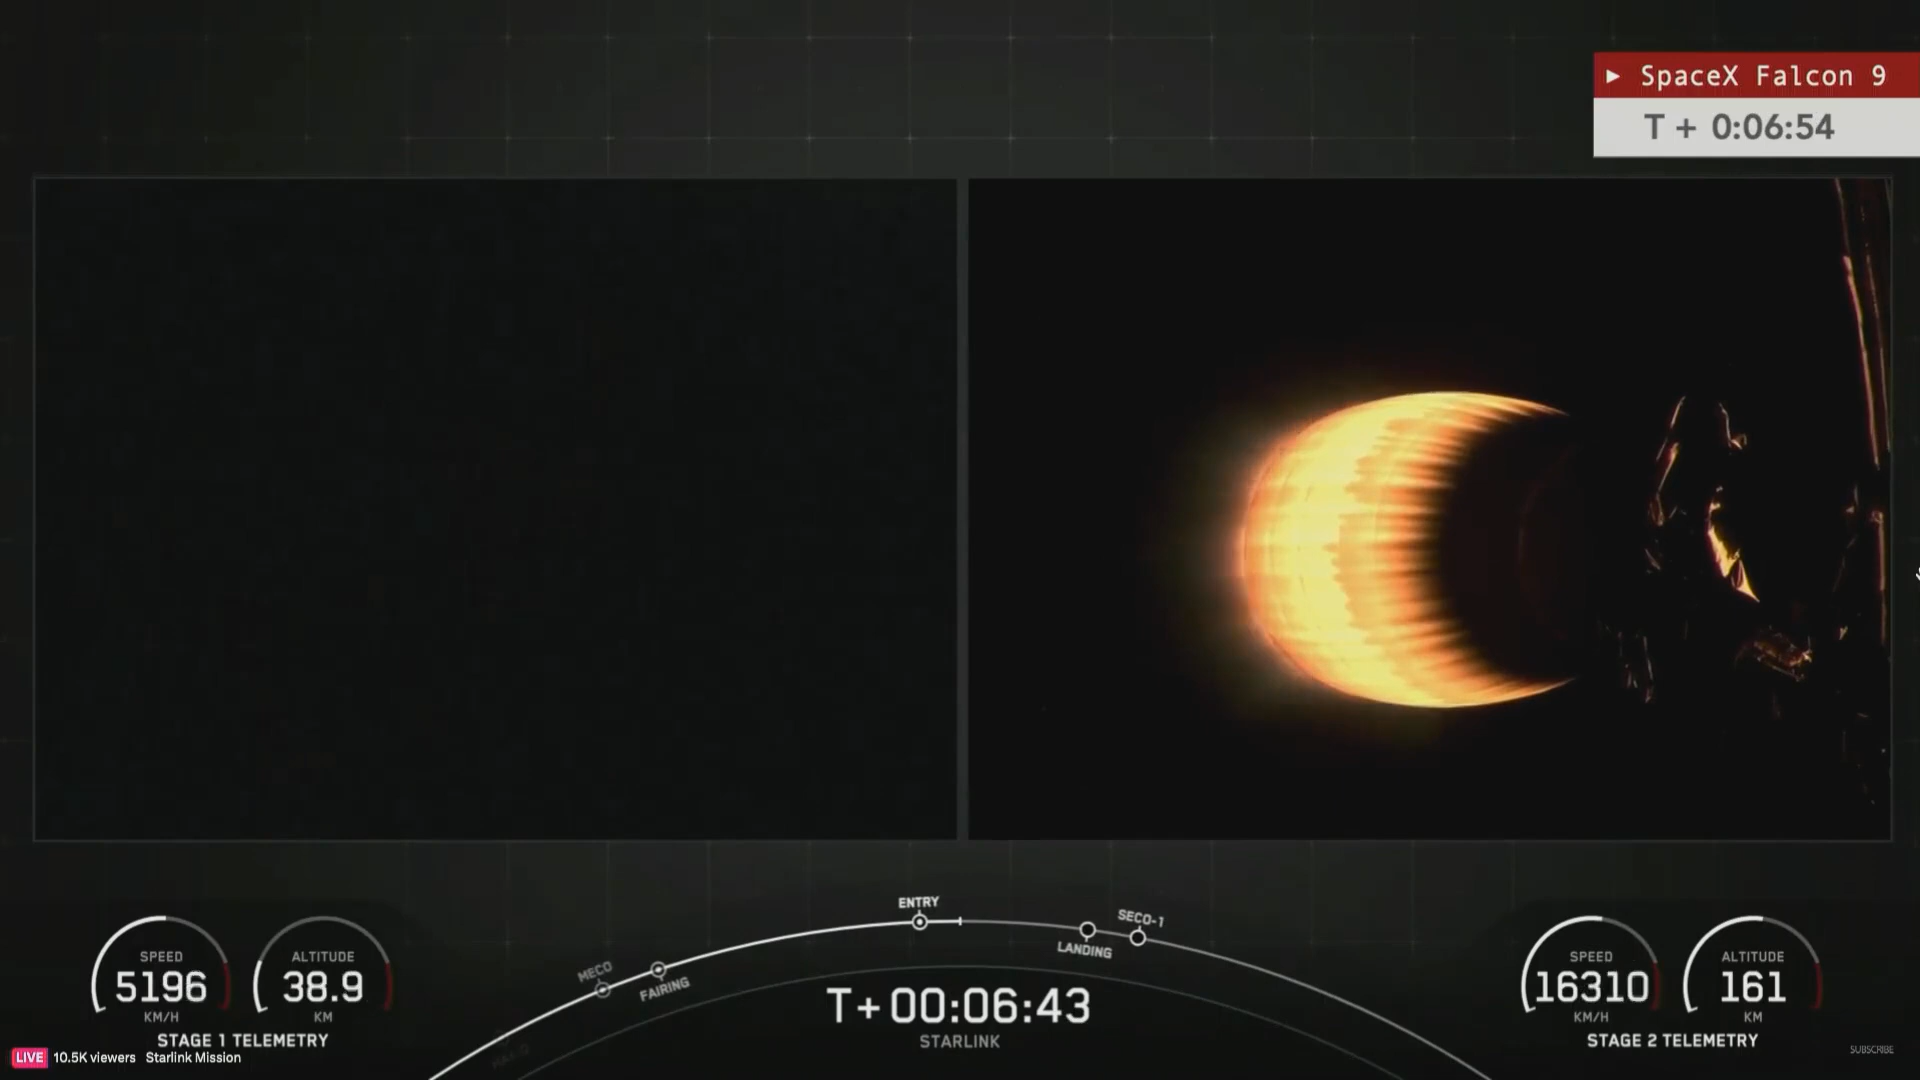 ▶ SpaceX Falcon 9
T + 0:06:54
ENTRY
SECO-1
LANDING
MECO
FAIRING
SPEED
5196
KM/H
ALTITUDE
38.9
KM
STAGE 1 TELEMETRY
T+00:06:43
STARLINK
SPEED
16310
KM/H
ALTITUDE
161
KM
STAGE 2 TELEMETRY
LIVE 10.5K viewers Starlink Mission
SUBSCRIBE